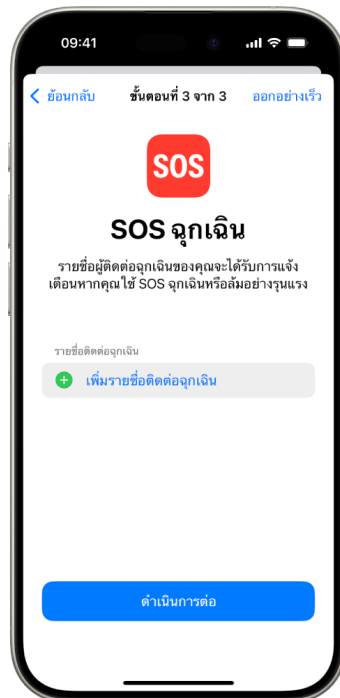 09:41
ย้อนกลับ ขั้นตอนที่ 3 จาก 3 ออกอย่างเร็ว
SOS
SOS ฉุกเฉิน
รายชื่อผู้ติดต่อฉุกเฉินของคุณจะได้รับการแจ้ง
เตือนหากคุณใช้ SOS ฉุกเฉินหรือล้มอย่างรุนแรง
รายชื่อติดต่อฉุกเฉิน
เพิ่มรายชื่อติดต่อฉุกเฉิน
ดำเนินการต่อ